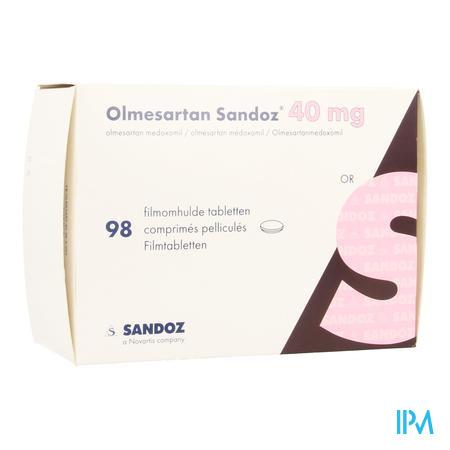 Olmesartan Sandoz® 40 mg
olmesartan medoxomil / olmésartan médoxomil / Olmesartanmedoxomil
OR
98
filmomhulde tabletten
comprimés pelliculés
Filmtabletten
S SANDOZ
a Novartis company
SANDOZ
IPM